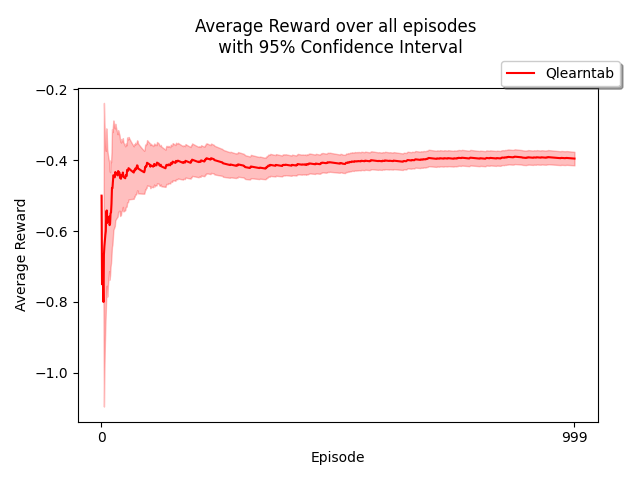 Average Reward over all episodes
with 95% Confidence Interval
Qlearntab
−0.2
−0.4
−0.6
−0.8
−1.0
Average Reward
0
999
Episode